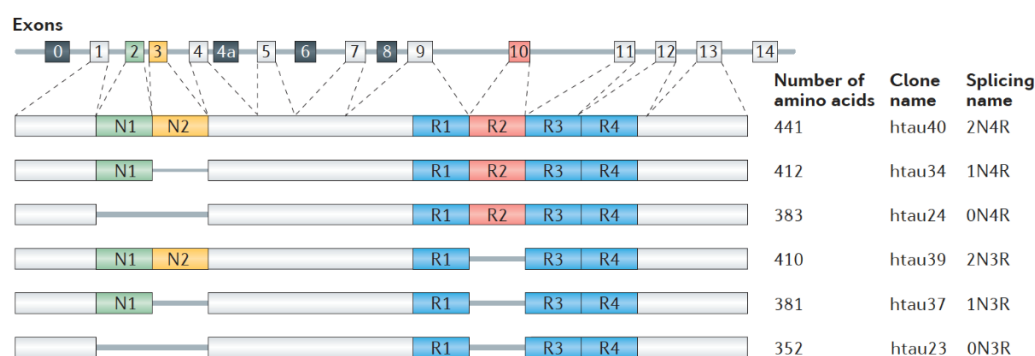 Exons
0 1 2 3 4 4a 5 6 7 8 9 10 11 12 13 14
Number of amino acids Clone name Splicing name
N1 N2 R1 R2 R3 R4 441 htau40 2N4R
N1 R1 R2 R3 R4 412 htau34 1N4R
R1 R2 R3 R4 383 htau24 0N4R
N1 N2 R1 R3 R4 410 htau39 2N3R
N1 R1 R3 R4 381 htau37 1N3R
R1 R3 R4 352 htau23 0N3R